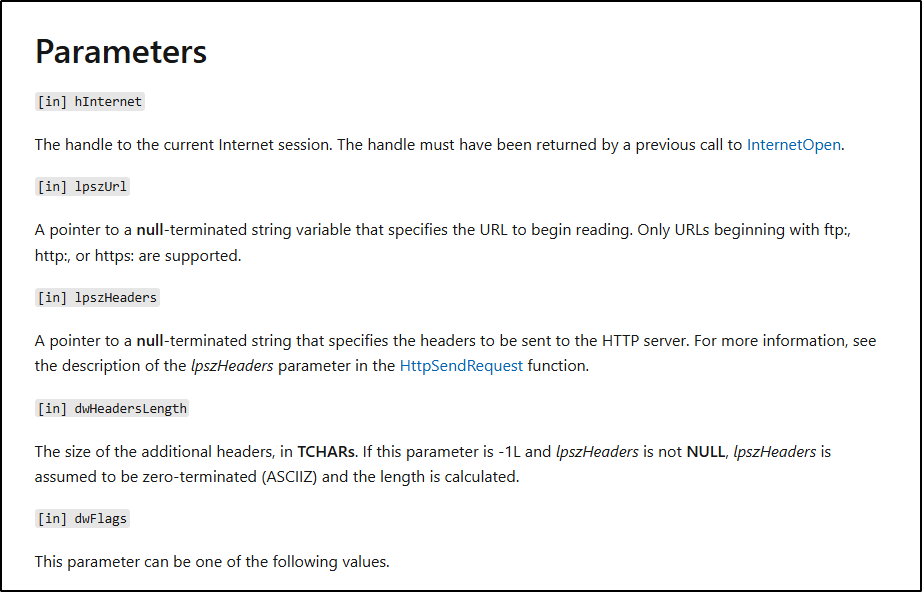 Parameters
[in] hInternet
The handle to the current Internet session. The handle must have been returned by a previous call to InternetOpen.
[in] lpszUrl
A pointer to a null-terminated string variable that specifies the URL to begin reading. Only URLs beginning with ftp:,
http:, or https: are supported.
[in] lpszHeaders
A pointer to a null-terminated string that specifies the headers to be sent to the HTTP server. For more information, see
the description of the lpszHeaders parameter in the HttpSendRequest function.
[in] dwHeadersLength
The size of the additional headers, in TCHARs. If this parameter is -1L and lpszHeaders is not NULL, lpszHeaders is
assumed to be zero-terminated (ASCIIZ) and the length is calculated.
[in] dwFlags
This parameter can be one of the following values.